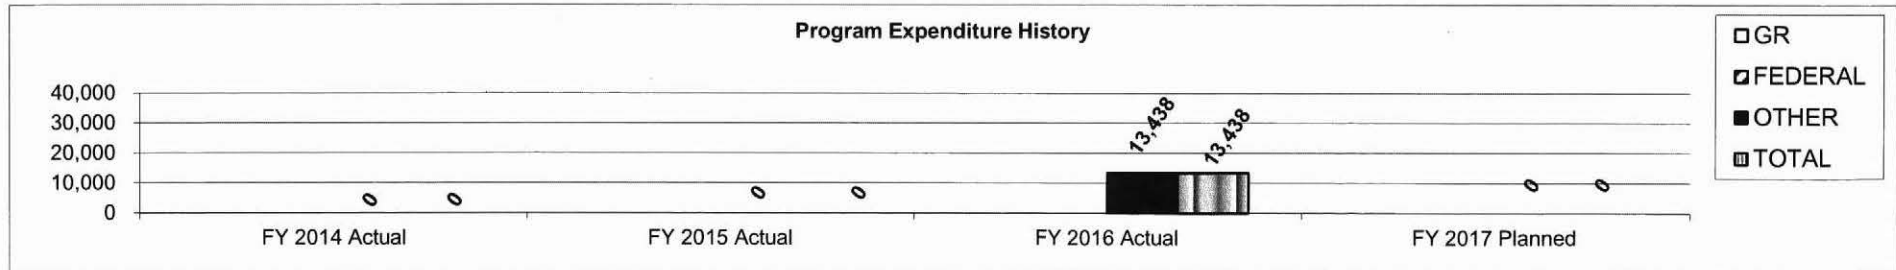 Program Expenditure History
GR
FEDERAL
OTHER
TOTAL
40,000
30,000
20,000
10,000
0
0 0 0 0 13,438 13,438 0 0
FY 2014 Actual FY 2015 Actual FY 2016 Actual FY 2017 Planned